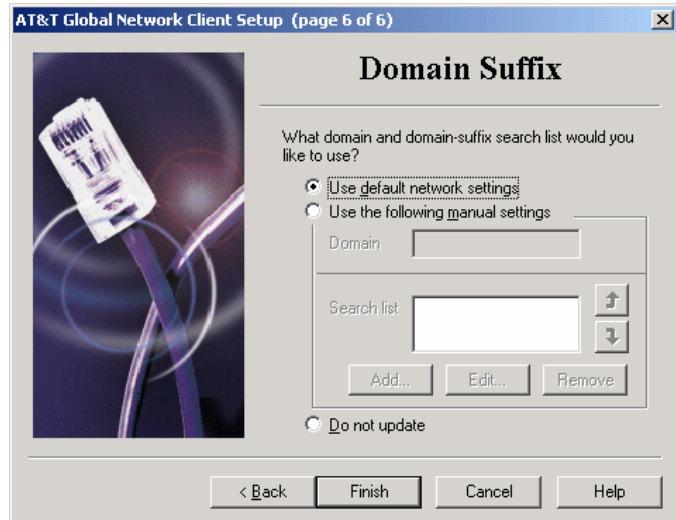 AT&T Global Network Client Setup (page 6 of 6)
Domain Suffix
What domain and domain-suffix search list would you
like to use?
Use default network settings
Use the following manual settings
Domain
Search list
Add... Edit... Remove
Do not update
< Back Finish Cancel Help